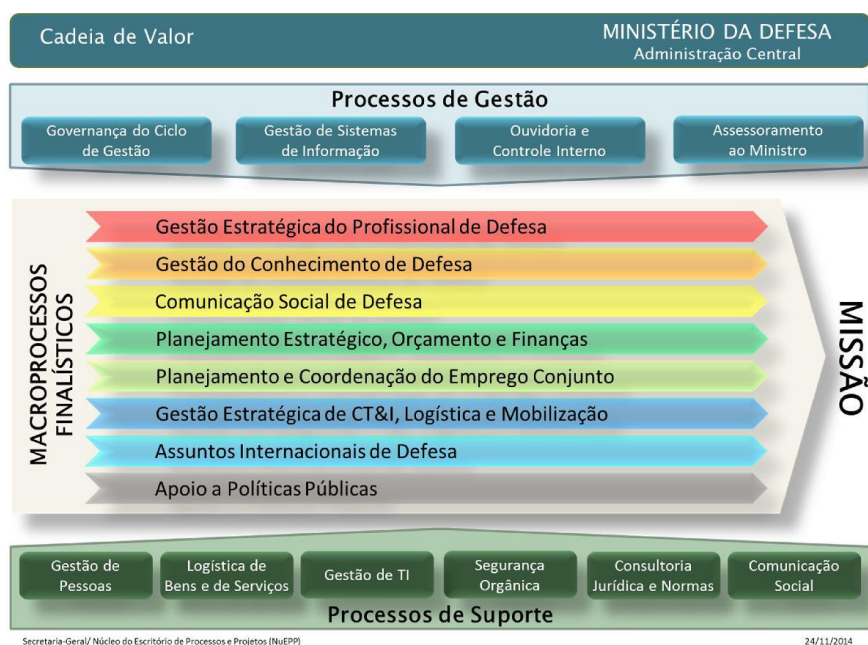 Cadeia de Valor
MINISTÉRIO DA DEFESA
Administração Central
Processos de Gestão
Governança do Ciclo
de Gestão
Gestão de Sistemas
de Informação
Ouvidoria e
Controle Interno
Assessoramento
ao Ministro
MACROPROCESSOS
FINALÍSTICOS
Gestão Estratégica do Profissional de Defesa
Gestão do Conhecimento de Defesa
Comunicação Social de Defesa
Planejamento Estratégico, Orçamento e Finanças
Planejamento e Coordenação do Emprego Conjunto
Gestão Estratégica de CT&I, Logística e Mobilização
Assuntos Internacionais de Defesa
Apoio a Políticas Públicas
MISSÃO
Gestão de
Pessoas
Logística de
Bens e de Serviços
Gestão de TI
Segurança
Orgânica
Consultoria
Jurídica e Normas
Comunicação
Social
Processos de Suporte
Secretaria-Geral/ Núcleo do Escritório de Processos e Projetos (NuEPP)
24/11/2014